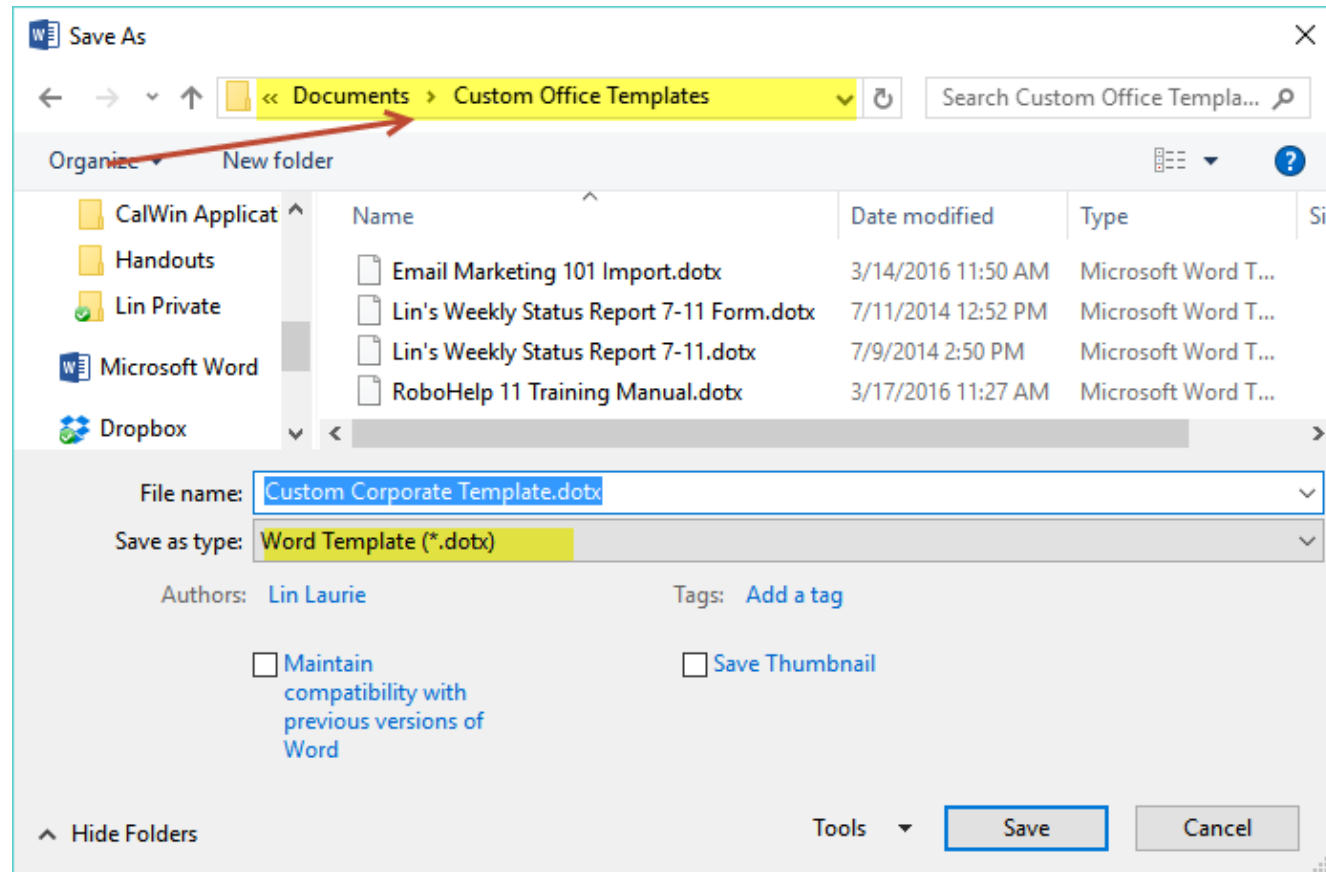 Save As
« Documents > Custom Office Templates
Search Custom Office Templa...
Organize
New folder
?
CalWin Applicat
Handouts
Lin Private
Microsoft Word
Dropbox
Name Date modified Type Si
Email Marketing 101 Import.dotx 3/14/2016 11:50 AM Microsoft Word T...
Lin's Weekly Status Report 7-11 Form.dotx 7/11/2014 12:52 PM Microsoft Word T...
Lin's Weekly Status Report 7-11.dotx 7/9/2014 2:50 PM Microsoft Word T...
RoboHelp 11 Training Manual.dotx 3/17/2016 11:27 AM Microsoft Word T...
File name: Custom Corporate Template.dotx
Save as type: Word Template (*.dotx)
Authors: Lin Laurie Tags: Add a tag
Maintain
compatibility with
previous versions of
Word
Save Thumbnail
Hide Folders
Tools
Save
Cancel